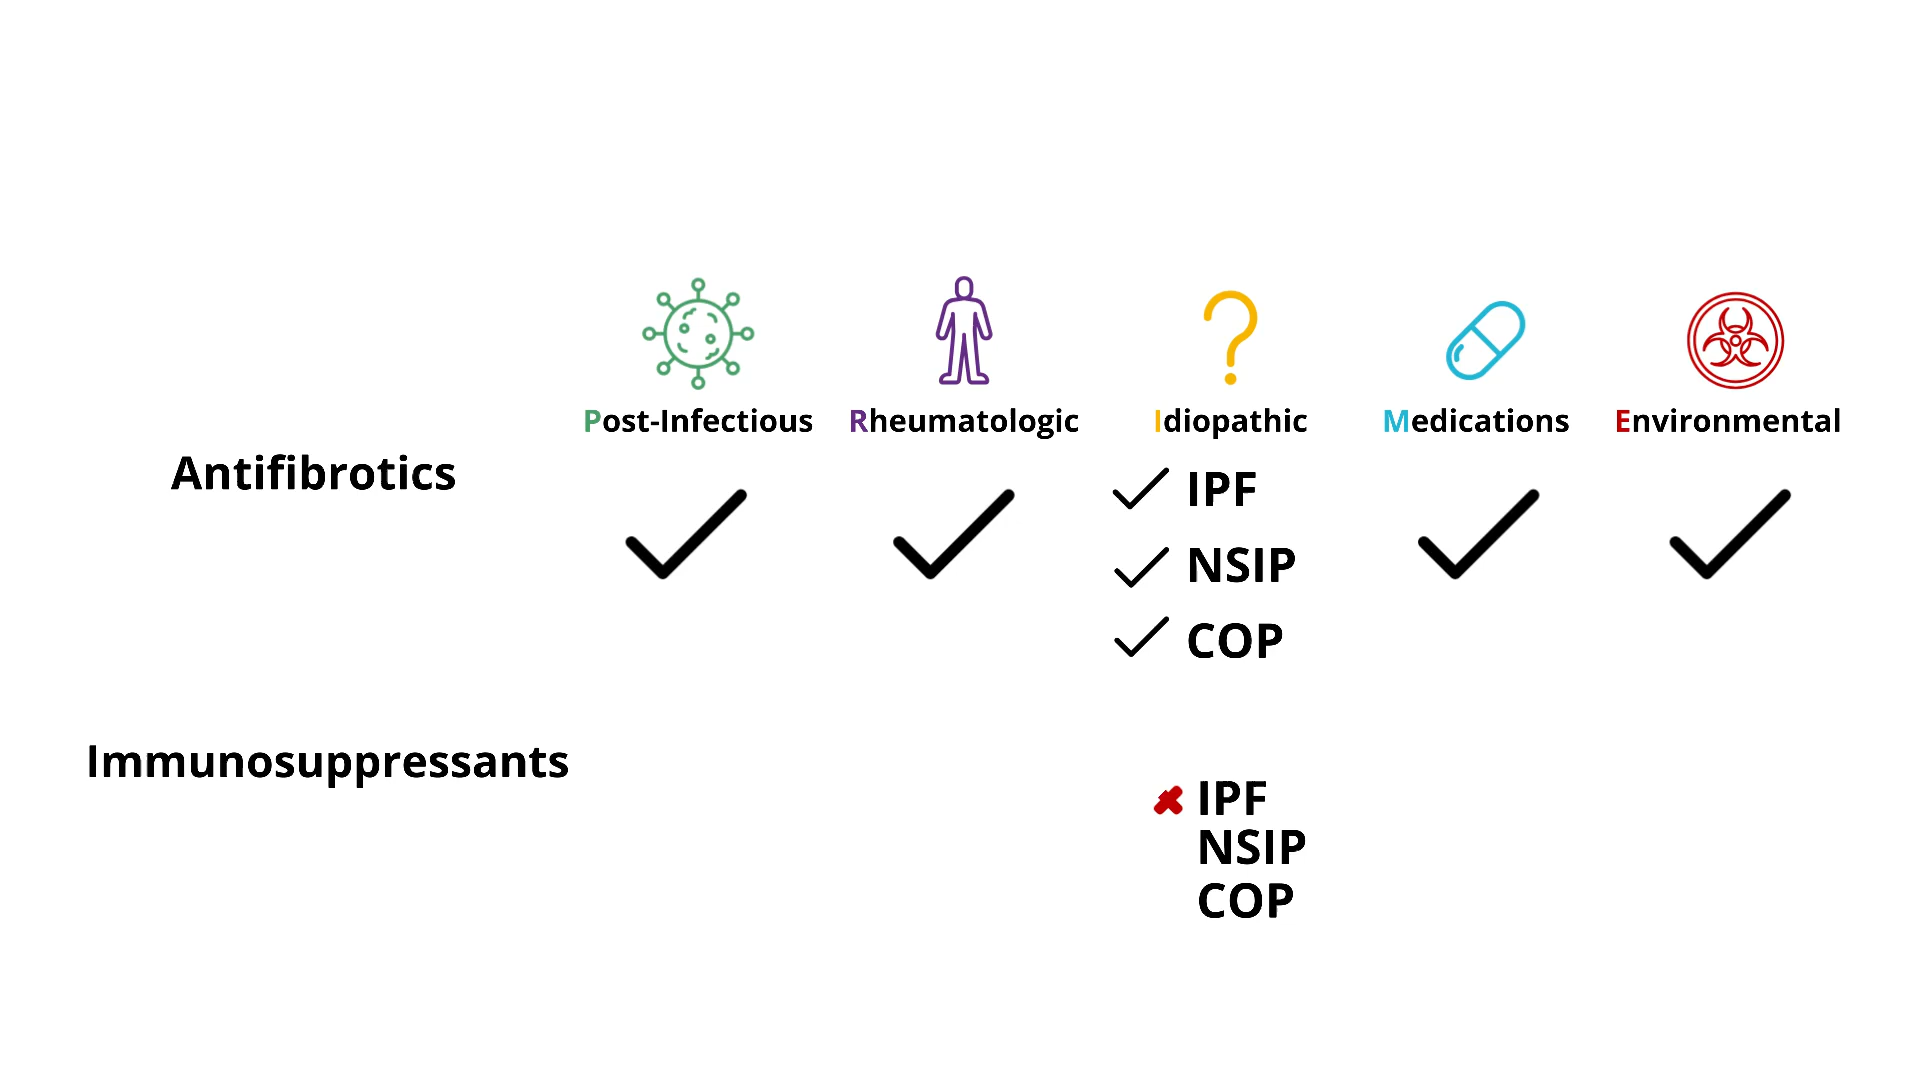 Post-Infectious
Rheumatologic
Idiopathic
Medications
Environmental
Antifibrotics
IPF
NSIP
COP
Immunosuppressants
IPF
NSIP
COP